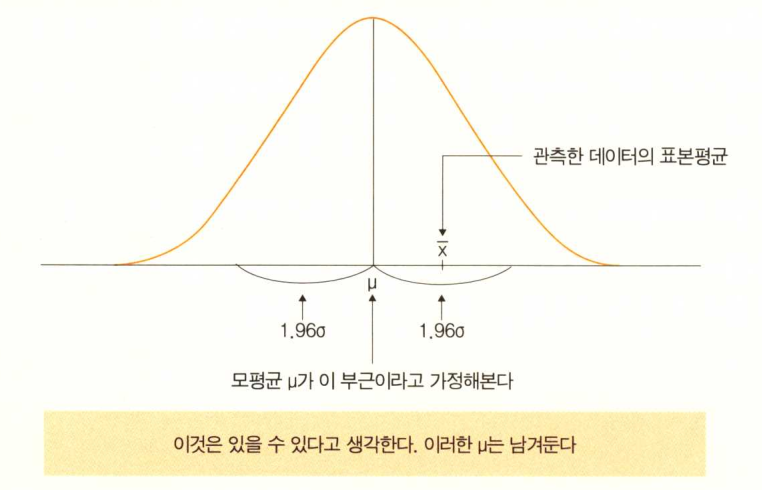 관측한 데이터의 표본평균
x̄
μ
1.96σ
1.96σ
모평균 μ가 이 부근이라고 가정해본다
이것은 있을 수 있다고 생각한다. 이러한 μ는 남겨둔다